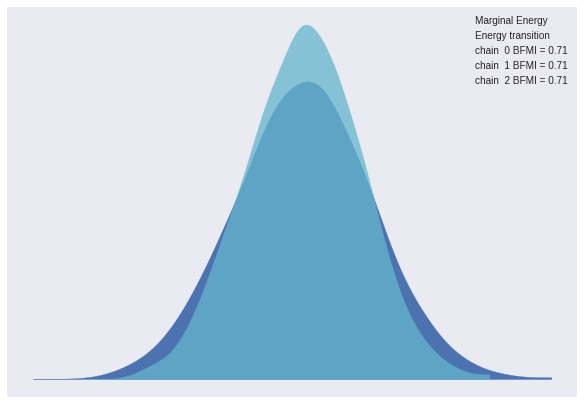 Marginal Energy
Energy transition
chain  0 BFMI = 0.71
chain  1 BFMI = 0.71
chain  2 BFMI = 0.71